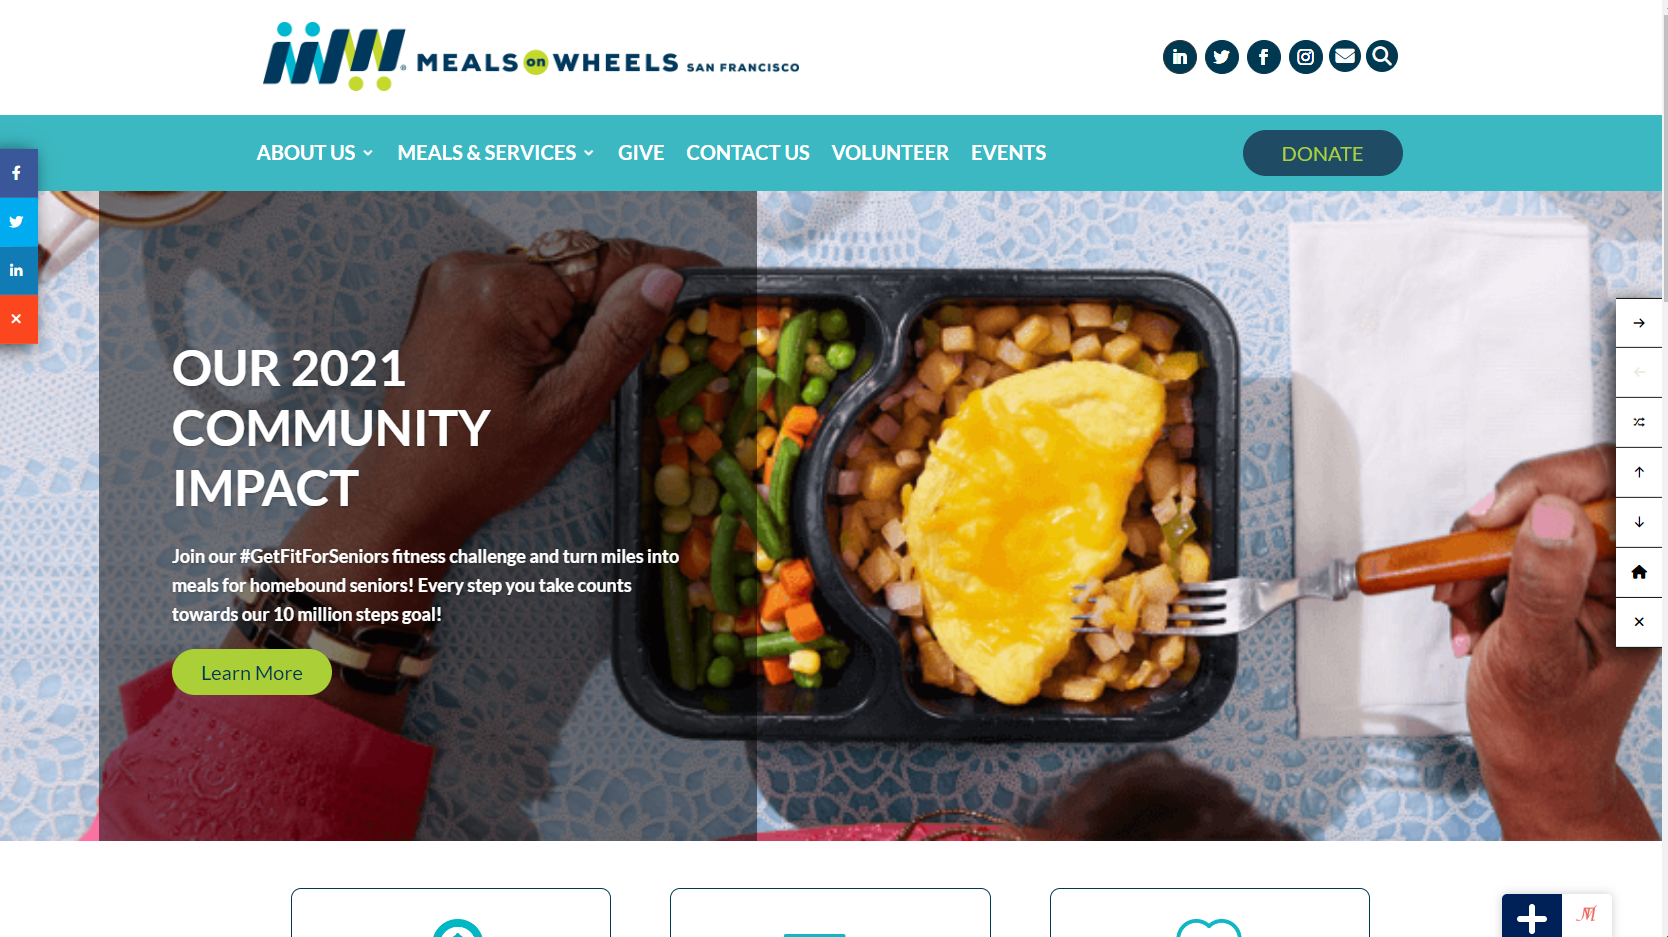 MEALS on WHEELS SAN FRANCISCO
ABOUT US MEALS & SERVICES GIVE CONTACT US VOLUNTEER EVENTS DONATE
OUR 2021
COMMUNITY
IMPACT
Join our #GetFitForSeniors fitness challenge and turn miles into
meals for homebound seniors! Every step you take counts
towards our 10 million steps goal!
Learn More